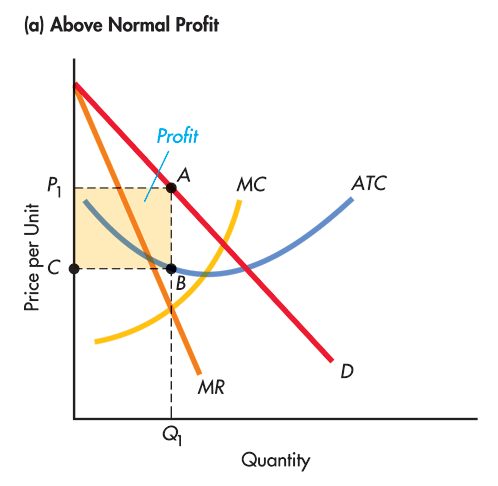 (a) Above Normal Profit
Profit
A
P1
MC
ATC
C
B
Price per Unit
D
MR
Q1
Quantity